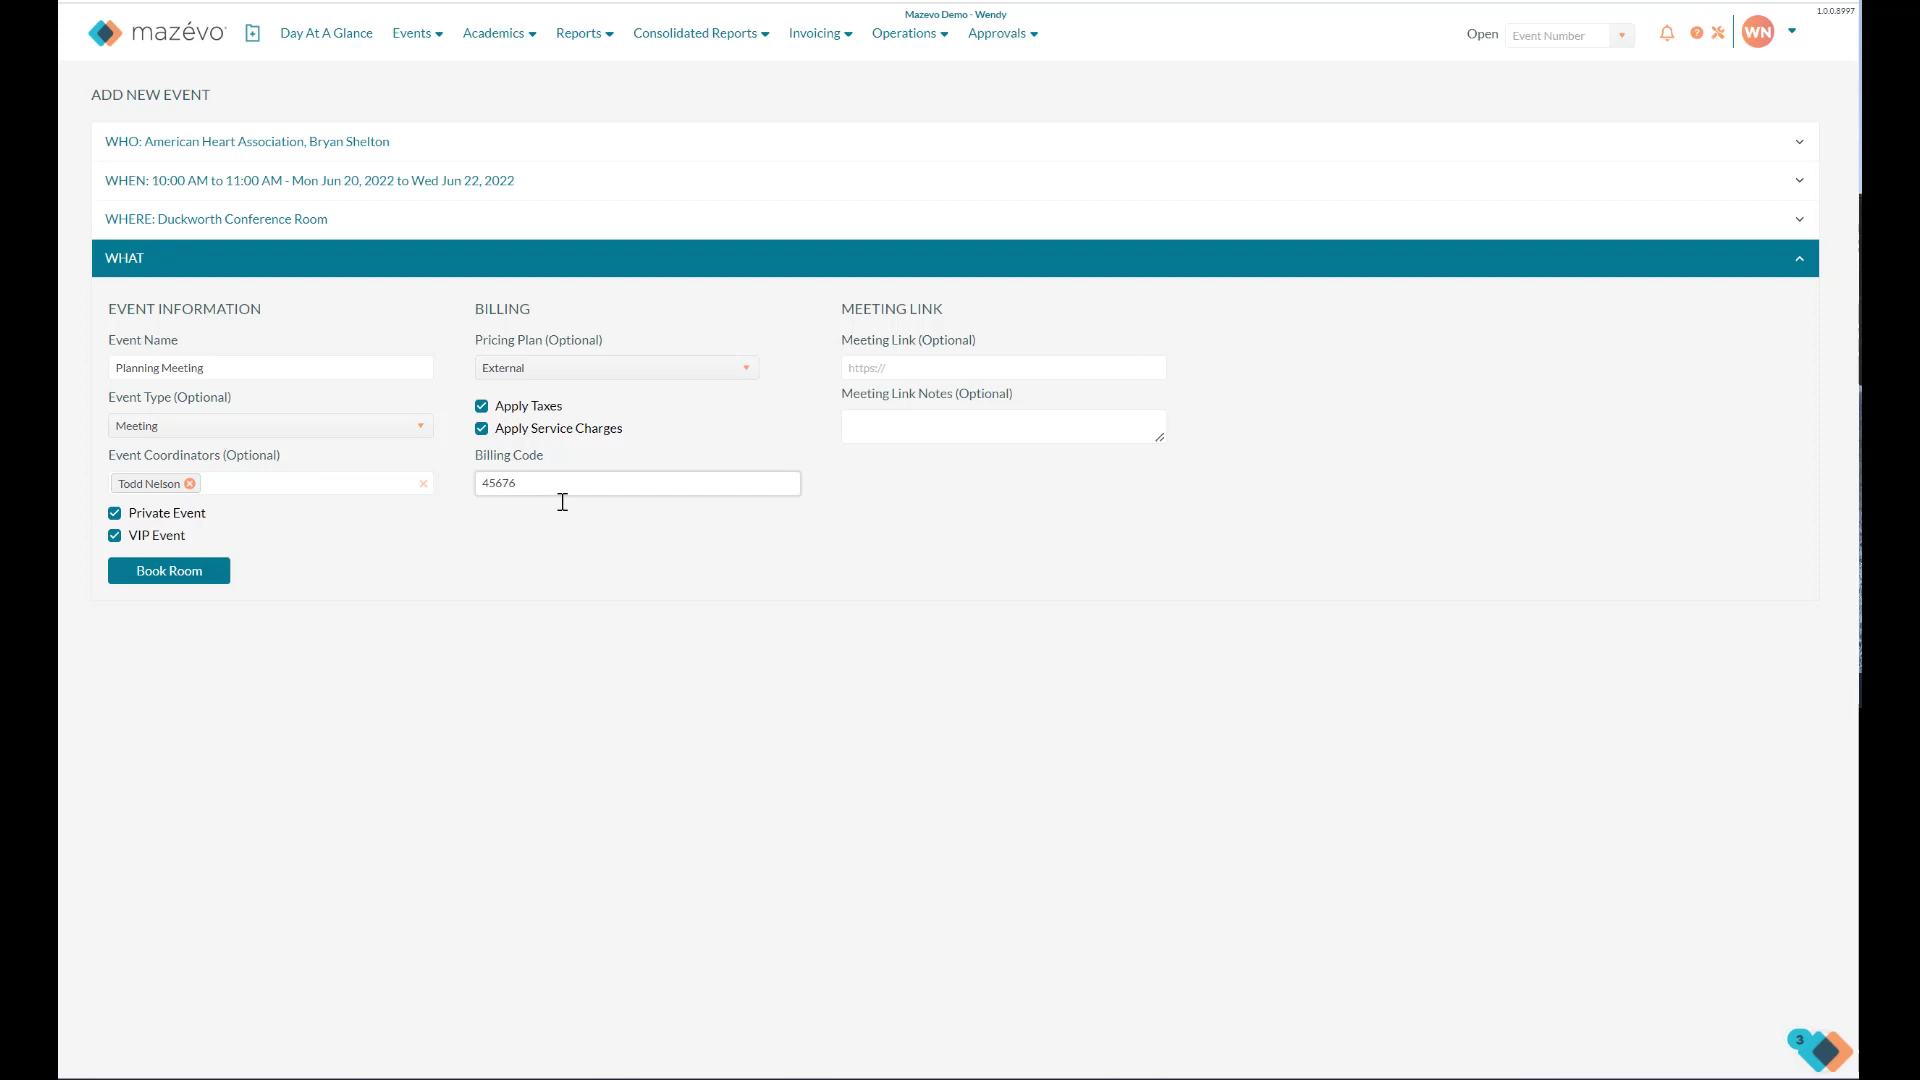 Mazevo Demo - Wendy
1.0.0.8997
mazévo
Day At A Glance
Events
Academics
Reports
Consolidated Reports
Invoicing
Operations
Approvals
Open
Event Number
WN
ADD NEW EVENT
WHO: American Heart Association, Bryan Shelton
WHEN: 10:00 AM to 11:00 AM - Mon Jun 20, 2022 to Wed Jun 22, 2022
WHERE: Duckworth Conference Room
WHAT
EVENT INFORMATION
Event Name
Planning Meeting
Event Type (Optional)
Meeting
Event Coordinators (Optional)
Todd Nelson
Private Event
VIP Event
Book Room
BILLING
Pricing Plan (Optional)
External
Apply Taxes
Apply Service Charges
Billing Code
45676
MEETING LINK
Meeting Link (Optional)
https://
Meeting Link Notes (Optional)
3